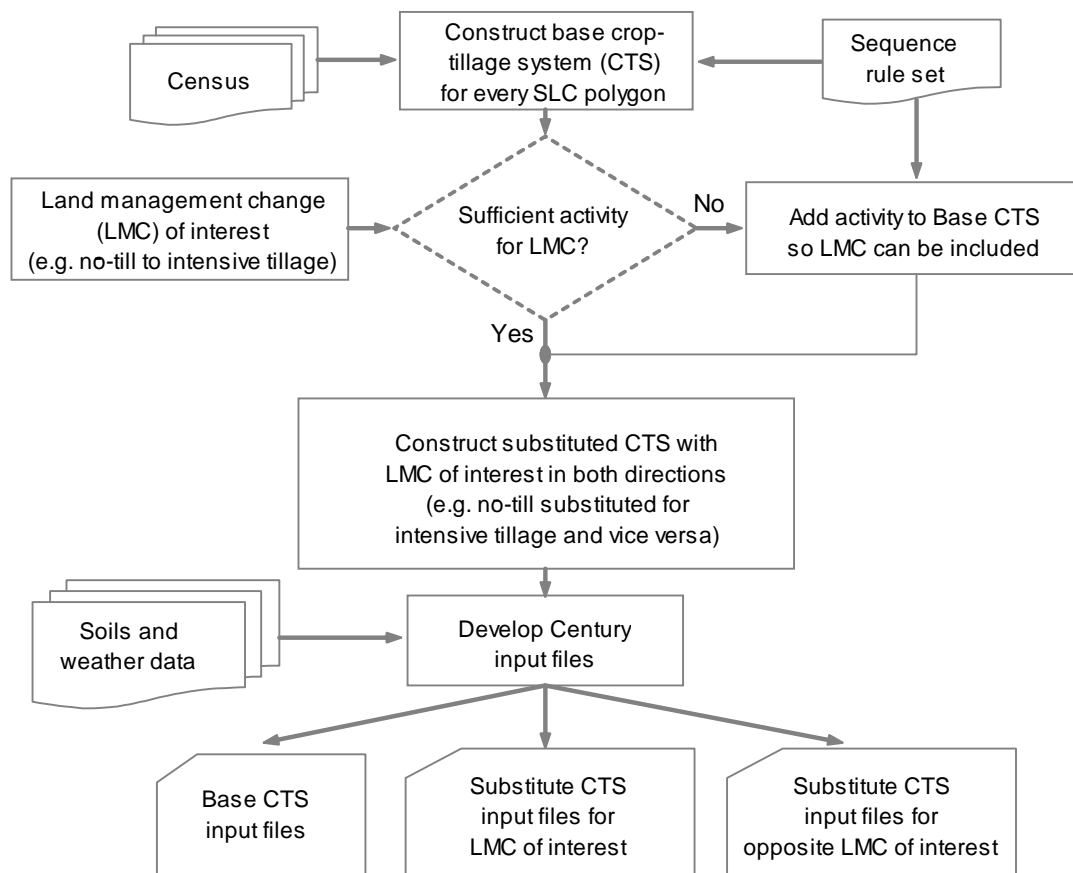 Construct base crop-
tillage system (CTS)
for every SLC polygon
Census
Sequence
rule set
Land management change
(LMC) of interest
(e.g. no-till to intensive tillage)
Sufficient activity
for LMC?
No
Add activity to Base CTS
so LMC can be included
Yes
Construct substituted CTS with
LMC of interest in both directions
(e.g. no-till substituted for
intensive tillage and vice versa)
Soils and
weather data
Develop Century
input files
Base CTS
input files
Substitute CTS
input files for
LMC of interest
Substitute CTS
input files for
opposite LMC of interest